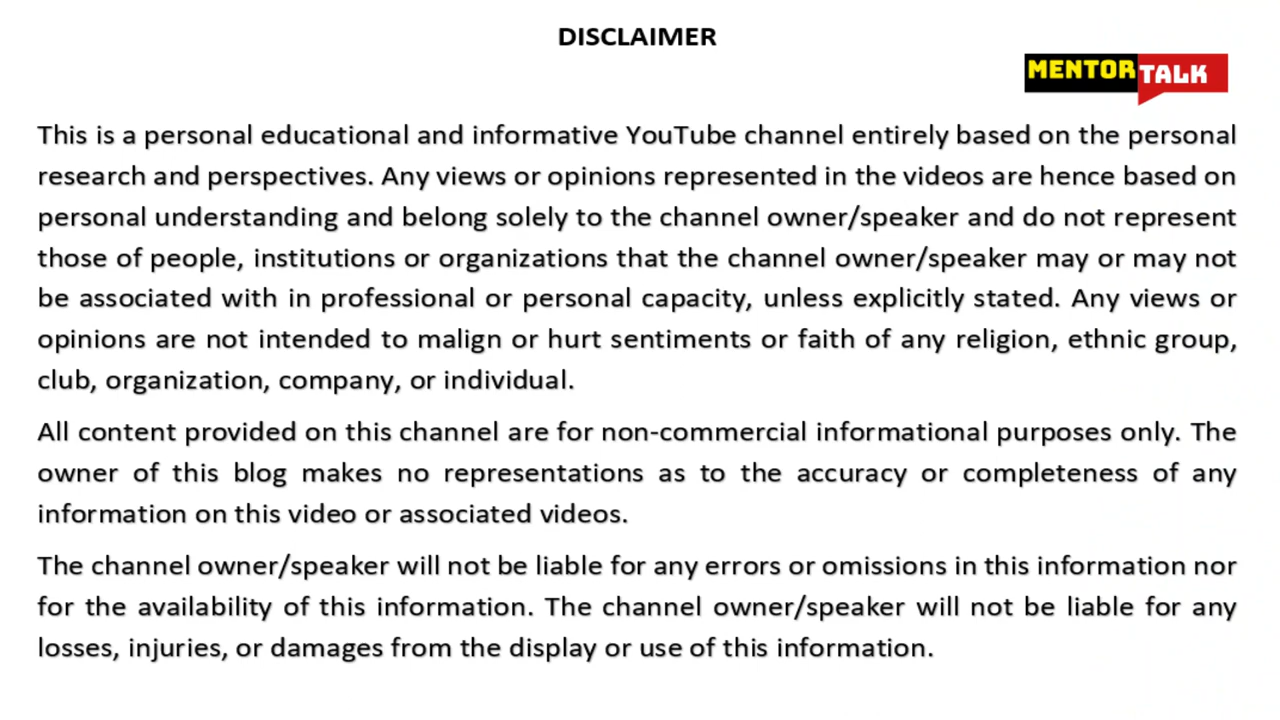 DISCLAIMER
MENTOR TALK
This is a personal educational and informative YouTube channel entirely based on the personal
research and perspectives. Any views or opinions represented in the videos are hence based on
personal understanding and belong solely to the channel owner/speaker and do not represent
those of people, institutions or organizations that the channel owner/speaker may or may not
be associated with in professional or personal capacity, unless explicitly stated. Any views or
opinions are not intended to malign or hurt sentiments or faith of any religion, ethnic group,
club, organization, company, or individual.
All content provided on this channel are for non-commercial informational purposes only. The
owner of this blog makes no representations as to the accuracy or completeness of any
information on this video or associated videos.
The channel owner/speaker will not be liable for any errors or omissions in this information nor
for the availability of this information. The channel owner/speaker will not be liable for any
losses, injuries, or damages from the display or use of this information.